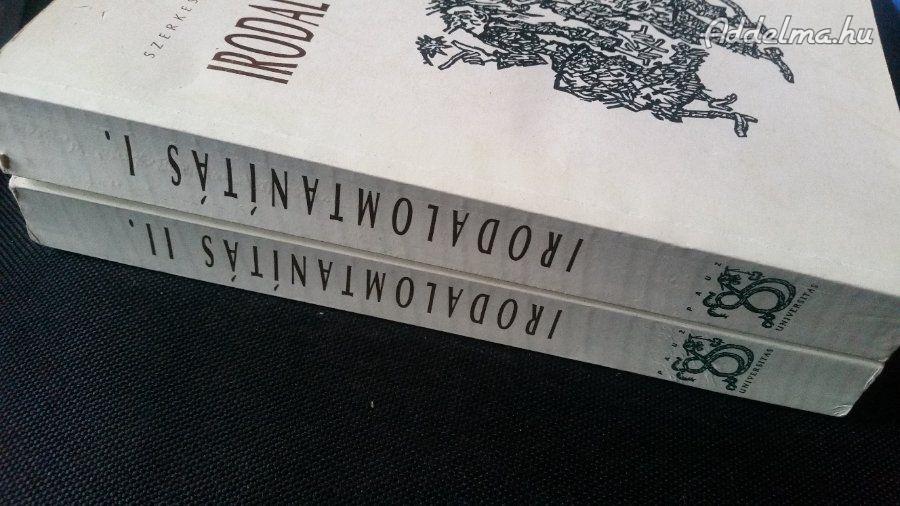 Addelma.hu
SZERKES
IRODAL
IRODALOMTANÍTÁS I.
PAUZ
UNIVERSITAS
IRODALOMTANÍTÁS II.
PAUZ
UNIVERSITAS